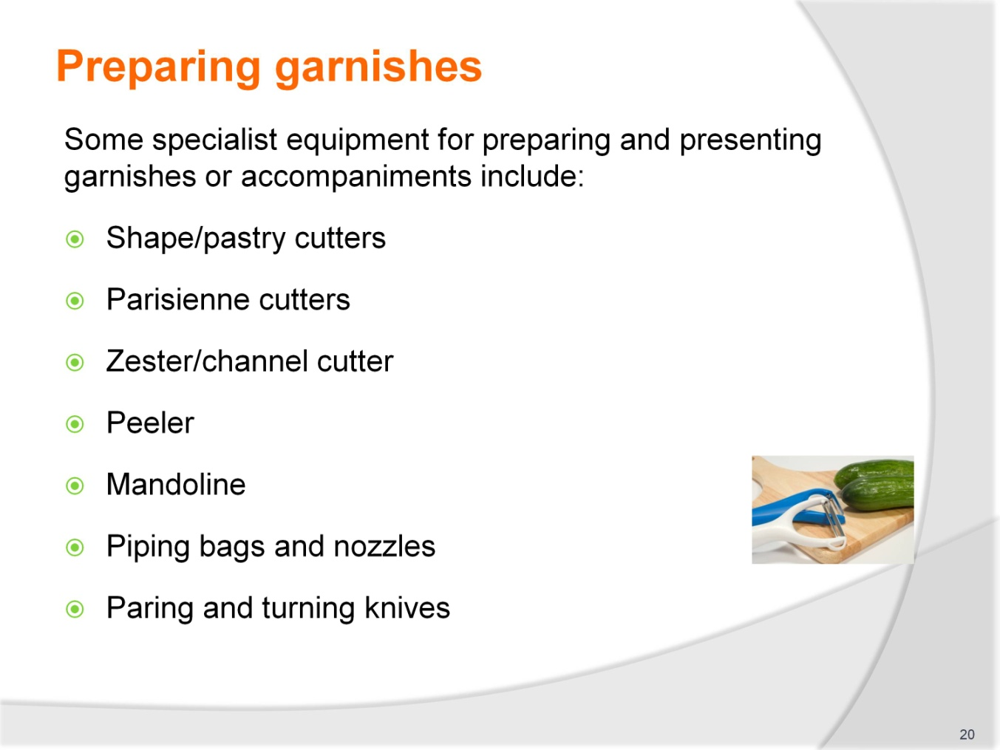 Preparing garnishes
Some specialist equipment for preparing and presenting
garnishes or accompaniments include:
Shape/pastry cutters
Parisienne cutters
Zester/channel cutter
Peeler
Mandoline
Piping bags and nozzles
Paring and turning knives
20